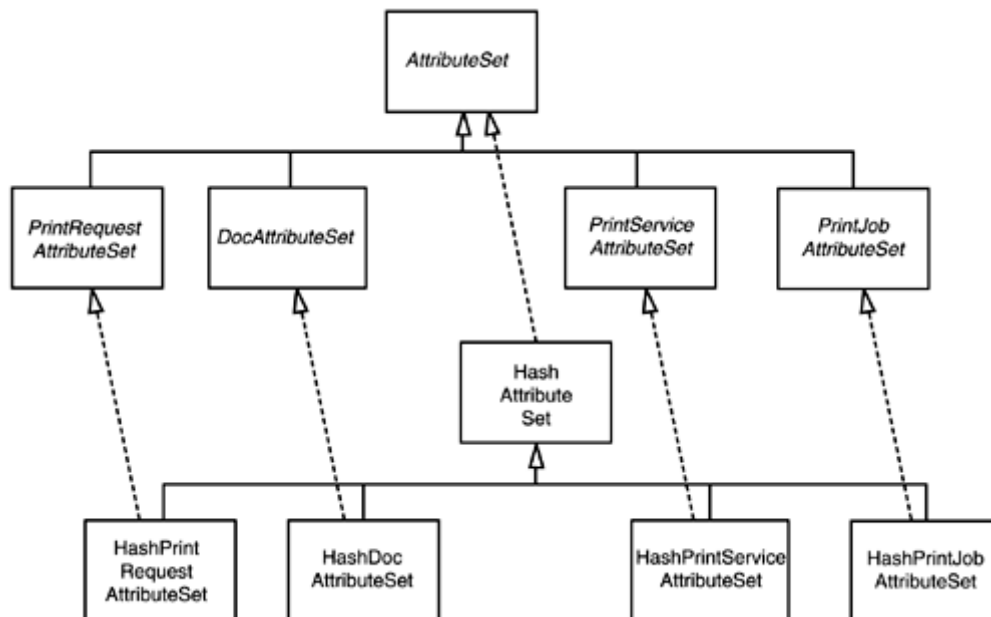 AttributeSet
PrintRequest
AttributeSet
DocAttributeSet
PrintService
AttributeSet
PrintJob
AttributeSet
Hash
Attribute
Set
HashPrint
Request
AttributeSet
HashDoc
AttributeSet
HashPrintService
AttributeSet
HashPrintJob
AttributeSet